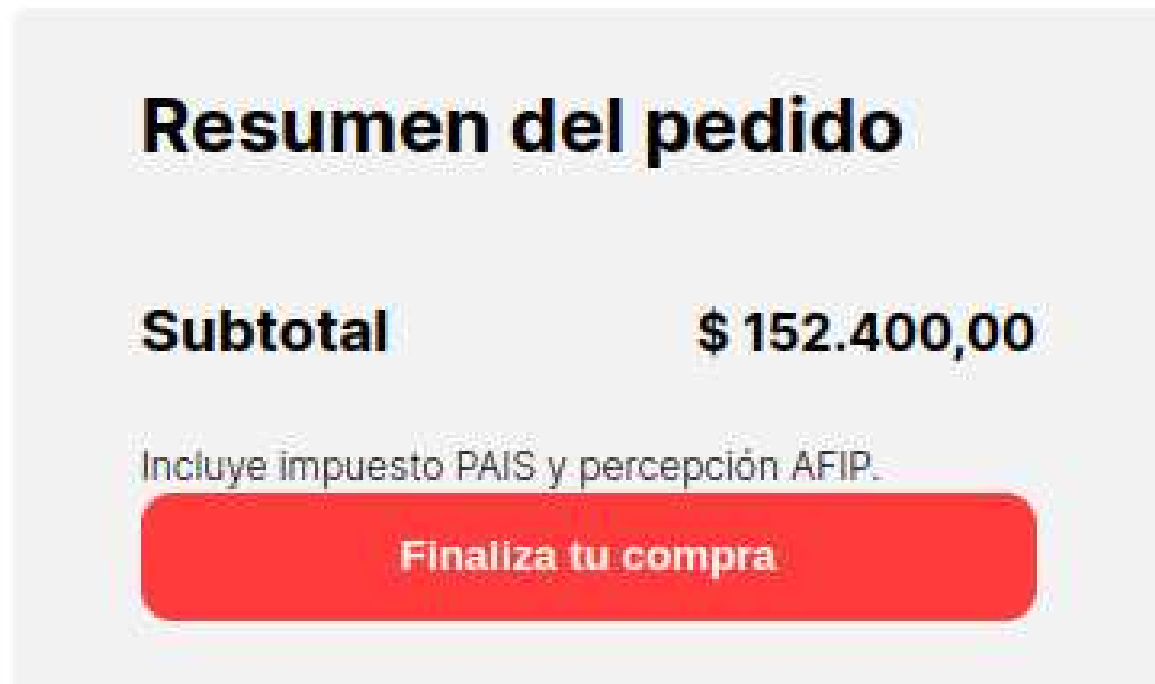 Resumen del pedido
Subtotal $ 152.400,00
Incluye impuesto PAIS y percepción AFIP.
Finaliza tu compra